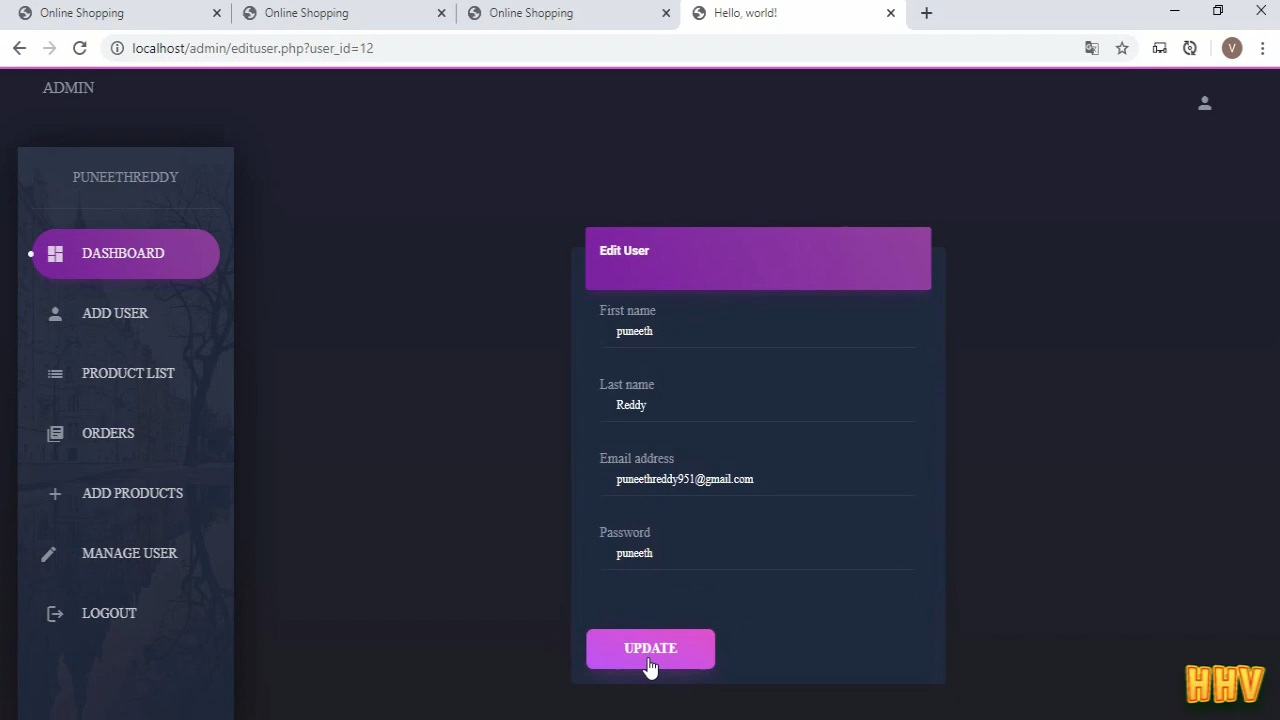 Online Shopping
Online Shopping
Online Shopping
Hello, world!
localhost/admin/edituser.php?user_id=12
V
ADMIN
PUNEETHREDDY
DASHBOARD
ADD USER
PRODUCT LIST
ORDERS
ADD PRODUCTS
MANAGE USER
LOGOUT
Edit User
First name
puneeth
Last name
Reddy
Email address
puneethreddy951@gmail.com
Password
puneeth
UPDATE
HHV